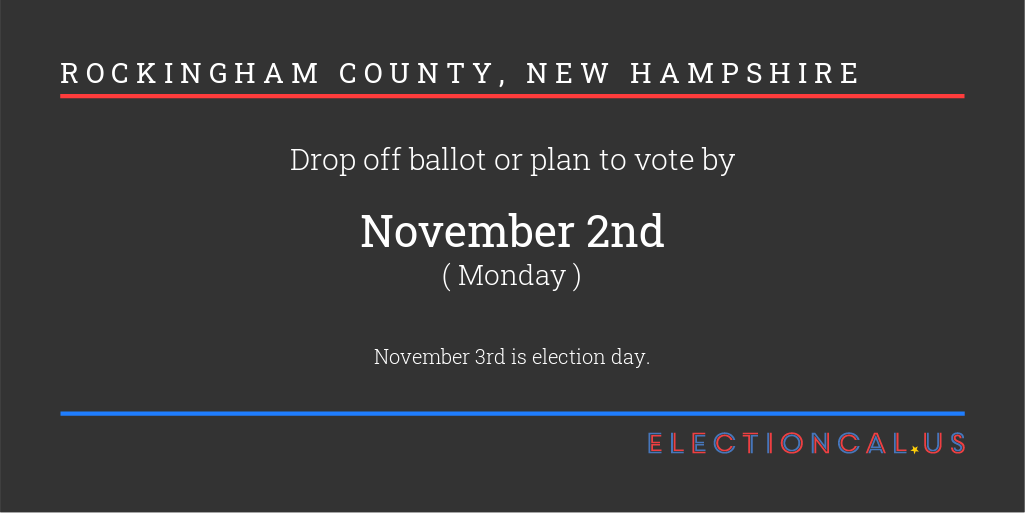 ROCKINGHAM COUNTY, NEW HAMPSHIRE
Drop off ballot or plan to vote by
November 2nd
( Monday )
November 3rd is election day.
ELECTIONCAL★US